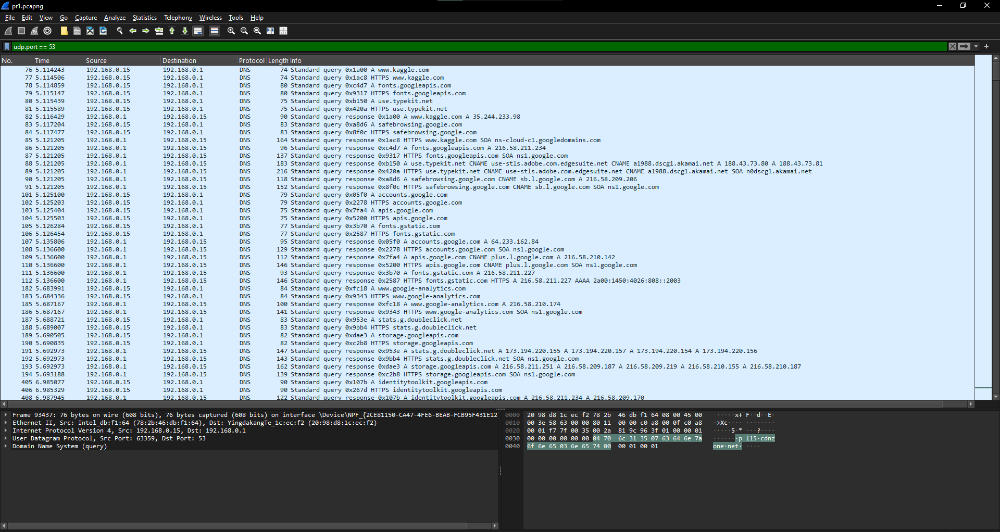 pr1.pcapng
File Edit View Go Capture Analyze Statistics Telephony Wireless Tools Help
udp.port == 53
No. Time Source Destination Protocol Length Info
76 5.114243 192.168.0.15 192.168.0.1 DNS 74 Standard query 0x1a00 A www.kaggle.com
77 5.114506 192.168.0.15 192.168.0.1 DNS 74 Standard query 0x1ac8 HTTPS www.kaggle.com
78 5.114859 192.168.0.15 192.168.0.1 DNS 80 Standard query 0xc4d7 A fonts.googleapis.com
79 5.115147 192.168.0.15 192.168.0.1 DNS 80 Standard query 0x9317 HTTPS fonts.googleapis.com
80 5.115439 192.168.0.15 192.168.0.1 DNS 75 Standard query 0xb150 A use.typekit.net
81 5.115589 192.168.0.15 192.168.0.1 DNS 75 Standard query 0x420a HTTPS use.typekit.net
82 5.116429 192.168.0.1 192.168.0.15 DNS 90 Standard query response 0x1a00 A www.kaggle.com A 35.244.233.98
83 5.117204 192.168.0.15 192.168.0.1 DNS 83 Standard query 0xa8d6 A safebrowsing.google.com
84 5.117477 192.168.0.15 192.168.0.1 DNS 83 Standard query 0x8f0c HTTPS safebrowsing.google.com
85 5.121205 192.168.0.1 192.168.0.15 DNS 164 Standard query response 0x1ac8 HTTPS www.kaggle.com SOA ns-cloud-c1.googledomains.com
86 5.121205 192.168.0.1 192.168.0.15 DNS 96 Standard query response 0xc4d7 A fonts.googleapis.com A 216.58.211.234
87 5.121205 192.168.0.1 192.168.0.15 DNS 137 Standard query response 0x9317 HTTPS fonts.googleapis.com SOA ns1.google.com
88 5.121205 192.168.0.1 192.168.0.15 DNS 183 Standard query response 0xb150 A use.typekit.net CNAME use-stls.adobe.com.edgesuite.net CNAME a1988.dscg1.akamai.net A 188.43.73.80 A 188.43.73.81
89 5.121205 192.168.0.1 192.168.0.15 DNS 216 Standard query response 0x420a HTTPS use.typekit.net CNAME use-stls.adobe.com.edgesuite.net CNAME a1988.dscg1.akamai.net SOA n0dscg1.akamai.net
90 5.121205 192.168.0.1 192.168.0.15 DNS 118 Standard query response 0xa8d6 A safebrowsing.google.com CNAME sb.l.google.com A 216.58.209.206
91 5.121205 192.168.0.1 192.168.0.15 DNS 152 Standard query response 0x8f0c HTTPS safebrowsing.google.com CNAME sb.l.google.com SOA ns1.google.com
101 5.125100 192.168.0.15 192.168.0.1 DNS 79 Standard query 0x05f0 A accounts.google.com
102 5.125203 192.168.0.15 192.168.0.1 DNS 79 Standard query 0x2278 HTTPS accounts.google.com
103 5.125404 192.168.0.15 192.168.0.1 DNS 75 Standard query 0x7fa4 A apis.google.com
104 5.125503 192.168.0.15 192.168.0.1 DNS 75 Standard query 0x5200 HTTPS apis.google.com
105 5.126284 192.168.0.15 192.168.0.1 DNS 77 Standard query 0x3b70 A fonts.gstatic.com
106 5.126454 192.168.0.15 192.168.0.1 DNS 77 Standard query 0x2587 HTTPS fonts.gstatic.com
107 5.135806 192.168.0.1 192.168.0.15 DNS 95 Standard query response 0x05f0 A accounts.google.com A 64.233.162.84
108 5.136600 192.168.0.1 192.168.0.15 DNS 129 Standard query response 0x2278 HTTPS accounts.google.com SOA ns1.google.com
109 5.136600 192.168.0.1 192.168.0.15 DNS 112 Standard query response 0x7fa4 A apis.google.com CNAME plus.l.google.com A 216.58.210.142
110 5.136600 192.168.0.1 192.168.0.15 DNS 146 Standard query response 0x5200 HTTPS apis.google.com CNAME plus.l.google.com SOA ns1.google.com
111 5.136600 192.168.0.1 192.168.0.15 DNS 93 Standard query response 0x3b70 A fonts.gstatic.com A 216.58.211.227
112 5.136600 192.168.0.1 192.168.0.15 DNS 146 Standard query response 0x2587 HTTPS fonts.gstatic.com HTTPS A 216.58.211.227 AAAA 2a00:1450:4026:808::2003
182 5.683991 192.168.0.15 192.168.0.1 DNS 84 Standard query 0xfc18 A www.google-analytics.com
183 5.684336 192.168.0.15 192.168.0.1 DNS 84 Standard query 0x9343 HTTPS www.google-analytics.com
185 5.687167 192.168.0.1 192.168.0.15 DNS 100 Standard query response 0xfc18 A www.google-analytics.com A 216.58.210.174
186 5.687167 192.168.0.1 192.168.0.15 DNS 141 Standard query response 0x9343 HTTPS www.google-analytics.com SOA ns1.google.com
187 5.688721 192.168.0.15 192.168.0.1 DNS 83 Standard query 0x953e A stats.g.doubleclick.net
188 5.689007 192.168.0.15 192.168.0.1 DNS 83 Standard query 0x9bb4 HTTPS stats.g.doubleclick.net
189 5.690505 192.168.0.15 192.168.0.1 DNS 82 Standard query 0xdae3 A storage.googleapis.com
190 5.690835 192.168.0.15 192.168.0.1 DNS 82 Standard query 0xc2b8 HTTPS storage.googleapis.com
191 5.692973 192.168.0.1 192.168.0.15 DNS 147 Standard query response 0x953e A stats.g.doubleclick.net A 173.194.220.155 A 173.194.220.157 A 173.194.220.154 A 173.194.220.156
192 5.692973 192.168.0.1 192.168.0.15 DNS 143 Standard query response 0x9bb4 HTTPS stats.g.doubleclick.net SOA ns1.google.com
193 5.692973 192.168.0.1 192.168.0.15 DNS 162 Standard query response 0xdae3 A storage.googleapis.com A 216.58.211.251 A 216.58.209.187 A 216.58.209.219 A 216.58.210.155 A 216.58.210.187
194 5.693188 192.168.0.1 192.168.0.15 DNS 139 Standard query response 0xc2b8 HTTPS storage.googleapis.com SOA ns1.google.com
405 6.985077 192.168.0.15 192.168.0.1 DNS 90 Standard query 0x107b A identitytoolkit.googleapis.com
406 6.985329 192.168.0.15 192.168.0.1 DNS 90 Standard query 0x267d HTTPS identitytoolkit.googleapis.com
408 6.987945 192.168.0.1 192.168.0.15 DNS 122 Standard query response 0x107b A identitytoolkit.googleapis.com A 216.58.211.234 A 216.58.209.170
Frame 93437: 76 bytes on wire (608 bits), 76 bytes captured (608 bits) on interface \Device\NPF_{2CE81150-CA47-4FE6-BEAB-FCB95F431E12}
Ethernet II, Src: Intel_db:f1:64 (78:2b:46:db:f1:64), Dst: YingdakangTe_1c:ec:f2 (20:98:d8:1c:ec:f2)
Internet Protocol Version 4, Src: 192.168.0.15, Dst: 192.168.0.1
User Datagram Protocol, Src Port: 63359, Dst Port: 53
Domain Name System (query)
0000 20 98 d8 1c ec f2 78 2b 46 db f1 64 08 00 45 00 ·····x+ F··d··E·
0010 00 3e 58 63 00 00 80 11 00 00 c0 a8 00 0f c0 a8 ·>Xc···· ········
0020 00 01 f7 7f 00 35 00 2a 81 9c 96 3f 01 00 00 01 ·····5·* ···?····
0030 00 00 00 00 00 00 04 70 6c 31 35 07 63 64 6e 7a ·······p l15·cdnz
0040 6f 6e 65 03 6e 65 74 00 00 01 00 01 one·net· ····